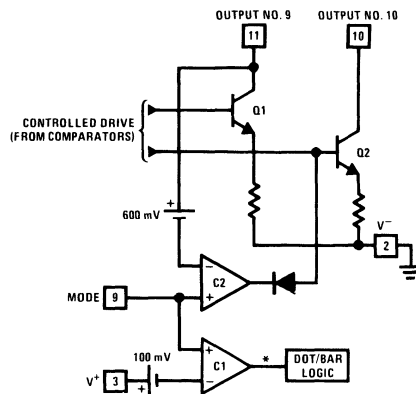 OUTPUT NO. 9
OUTPUT NO. 10
11
10
Q1
CONTROLLED DRIVE
(FROM COMPARATORS)
Q2
+
600 mV
V−
2
−
C2
MODE 9
+
100 mV
+
C1
*
DOT/BAR
LOGIC
V+ 3
+
−